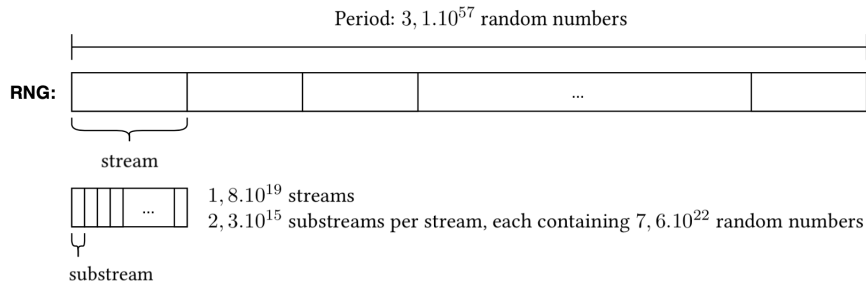 Period: 3, 1.10^57 random numbers
RNG:
...
stream
...
1, 8.10^19 streams
2, 3.10^15 substreams per stream, each containing 7, 6.10^22 random numbers
substream